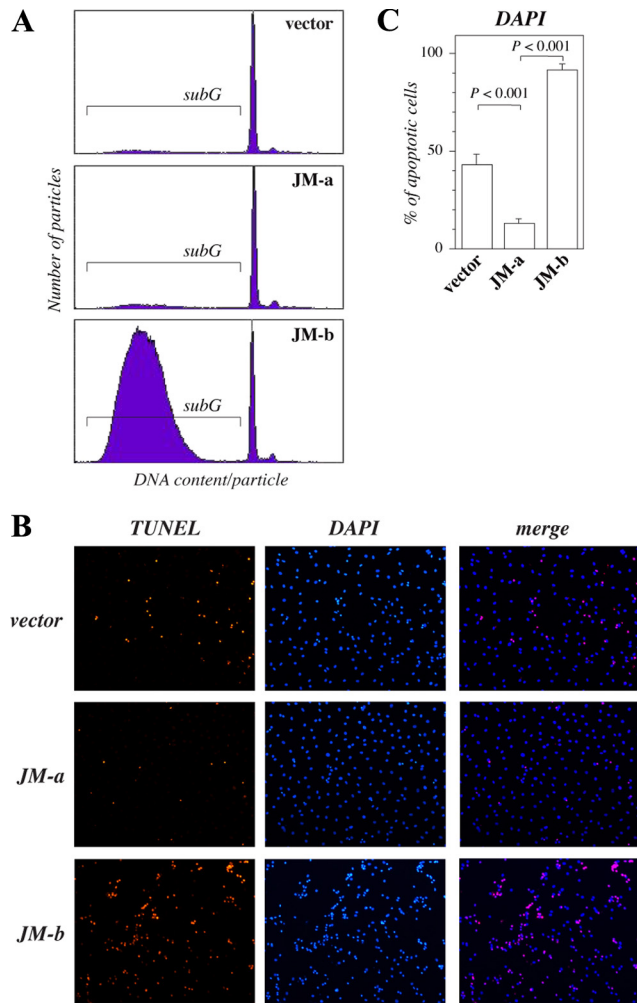 A
vector
subG
JM-a
subG
JM-b
subG
Number of particles
DNA content/particle
C
DAPI
P < 0.001
P < 0.001
100
50
0
% of apoptotic cells
vector
JM-a
JM-b
B
TUNEL
DAPI
merge
vector
JM-a
JM-b